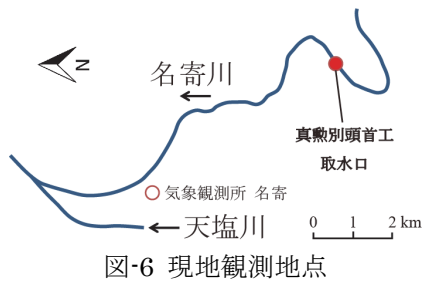 N
名寄川
真勲別頭首工
取水口
気象観測所 名寄
天塩川
0 1 2 km
図-6 現地観測地点